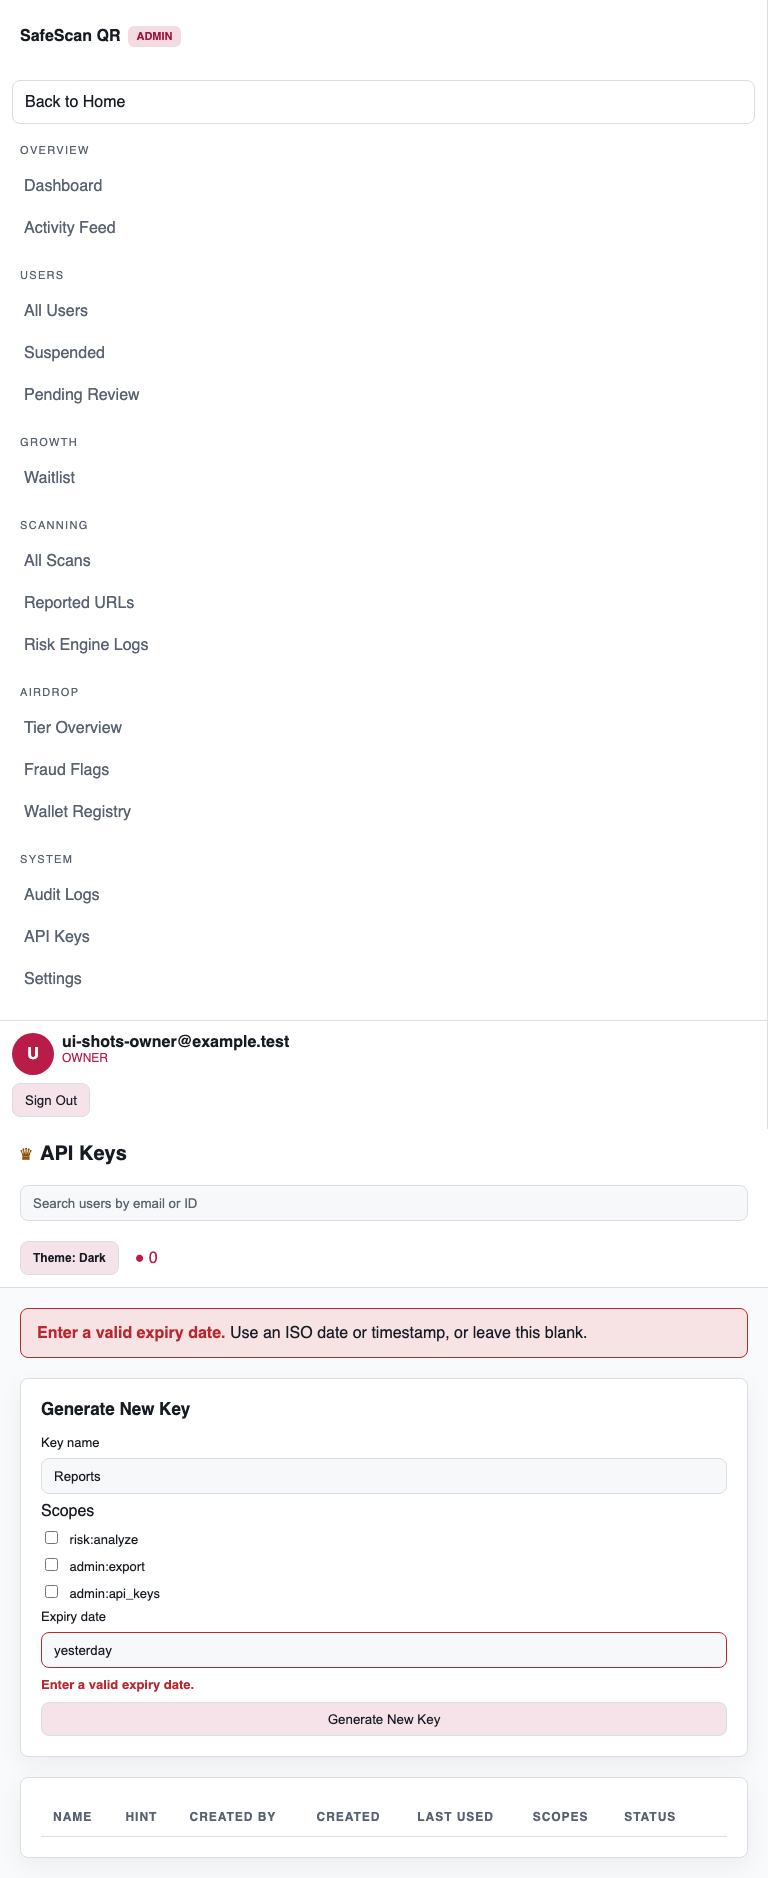 SafeScan QR ADMIN
Back to Home
OVERVIEW
Dashboard
Activity Feed
USERS
All Users
Suspended
Pending Review
GROWTH
Waitlist
SCANNING
All Scans
Reported URLs
Risk Engine Logs
AIRDROP
Tier Overview
Fraud Flags
Wallet Registry
SYSTEM
Audit Logs
API Keys
Settings
U ui-shots-owner@example.test
OWNER
Sign Out
♛ API Keys
Search users by email or ID
Theme: Dark ● 0
Enter a valid expiry date. Use an ISO date or timestamp, or leave this blank.
Generate New Key
Key name
Reports
Scopes
risk:analyze
admin:export
admin:api_keys
Expiry date
yesterday
Enter a valid expiry date.
Generate New Key
NAME HINT CREATED BY CREATED LAST USED SCOPES STATUS